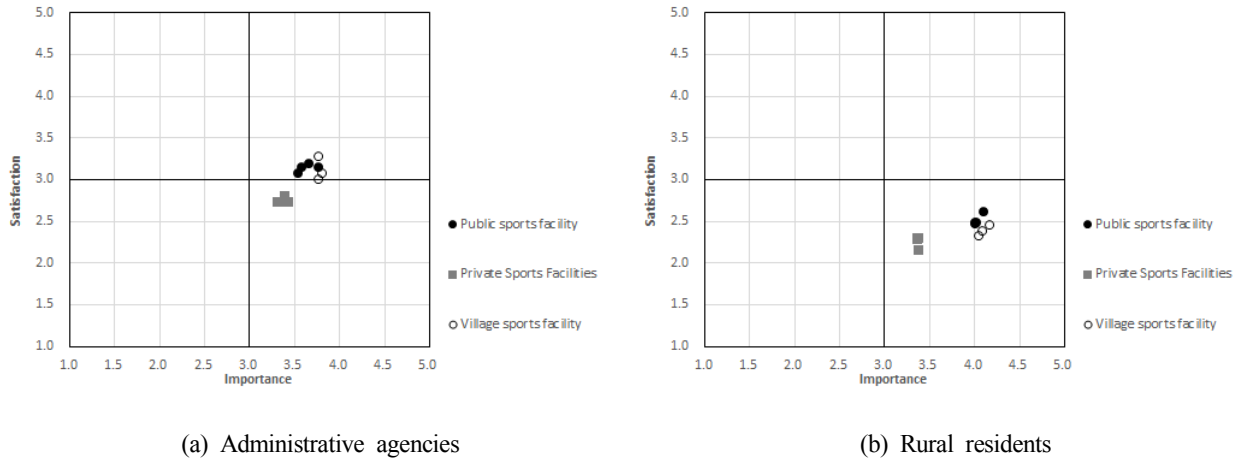 5.0
4.5
4.0
3.5
3.0
2.5
2.0
1.5
1.0
Satisfaction
1.0 1.5 2.0 2.5 3.0 3.5 4.0 4.5 5.0
Importance
Public sports facility
Private Sports Facilities
Village sports facility
(a) Administrative agencies
5.0
4.5
4.0
3.5
3.0
2.5
2.0
1.5
1.0
Satisfaction
1.0 1.5 2.0 2.5 3.0 3.5 4.0 4.5 5.0
Importance
Public sports facility
Private Sports Facilities
Village sports facility
(b) Rural residents